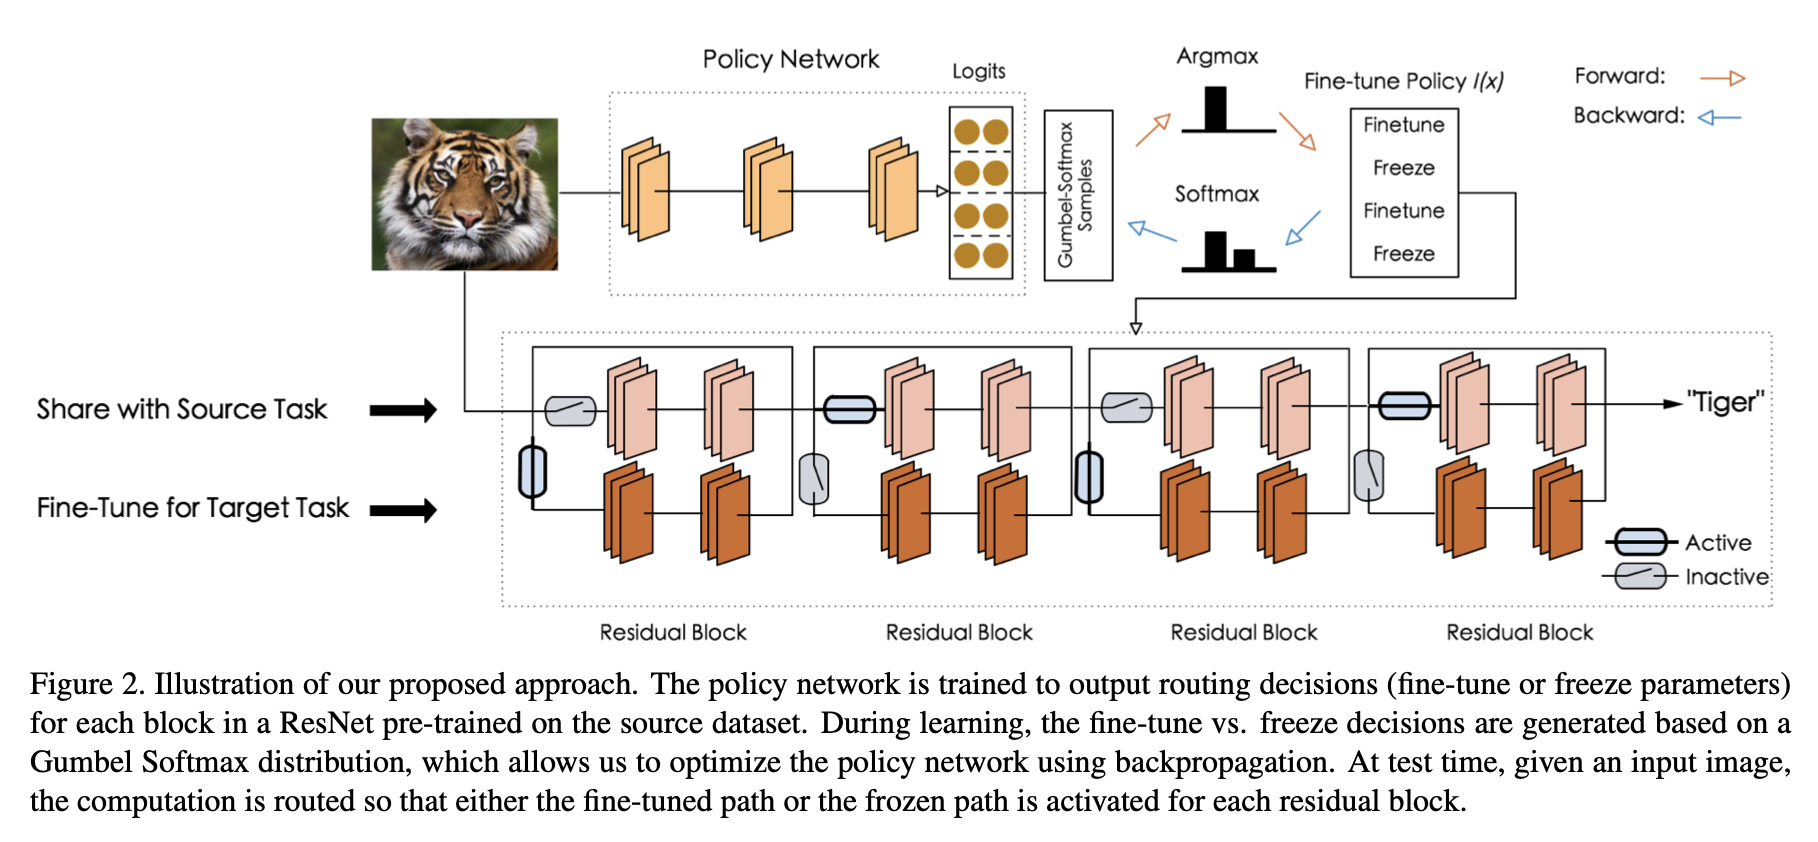 Policy Network
Logits
Gumbel-Softmax
Samples
Argmax
Softmax
Fine-tune Policy I(x)
Finetune
Freeze
Finetune
Freeze
Forward:
Backward:
Share with Source Task
Fine-Tune for Target Task
"Tiger"
Active
Inactive
Residual Block
Residual Block
Residual Block
Residual Block
Figure 2. Illustration of our proposed approach. The policy network is trained to output routing decisions (fine-tune or freeze parameters)
for each block in a ResNet pre-trained on the source dataset. During learning, the fine-tune vs. freeze decisions are generated based on a
Gumbel Softmax distribution, which allows us to optimize the policy network using backpropagation. At test time, given an input image,
the computation is routed so that either the fine-tuned path or the frozen path is activated for each residual block.